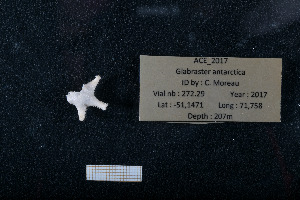 ACE_2017
Glabraster antarctica
ID by : C. Moreau
Vial nb : 272.29 Year : 2017
Lat : -51,1471 Long : 71,758
Depth : 207m